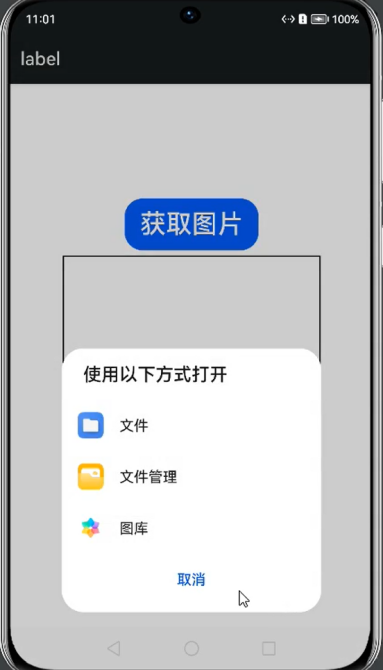 11:01
100%
label
获取图片
使用以下方式打开
文件
文件管理
图库
取消